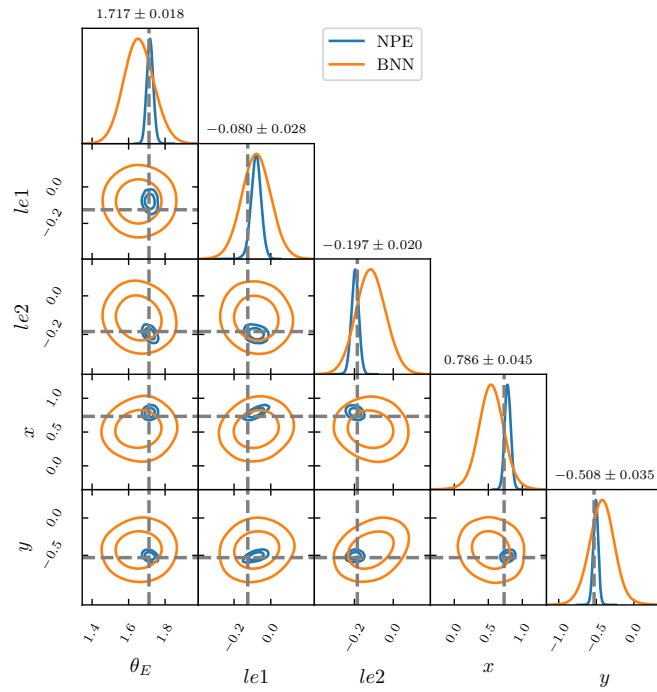 1.717 ± 0.018
NPE
BNN
−0.080 ± 0.028
0.0
−0.2
le1
−0.197 ± 0.020
0.0
−0.2
le2
0.786 ± 0.045
1.0
0.5
0.0
x
−0.508 ± 0.035
0.0
−0.5
y
1.4 1.6 1.8
−0.2 0.0
−0.2 0.0
0.0 0.5 1.0
−1.0 −0.5 0.0
θ_E le1 le2 x y